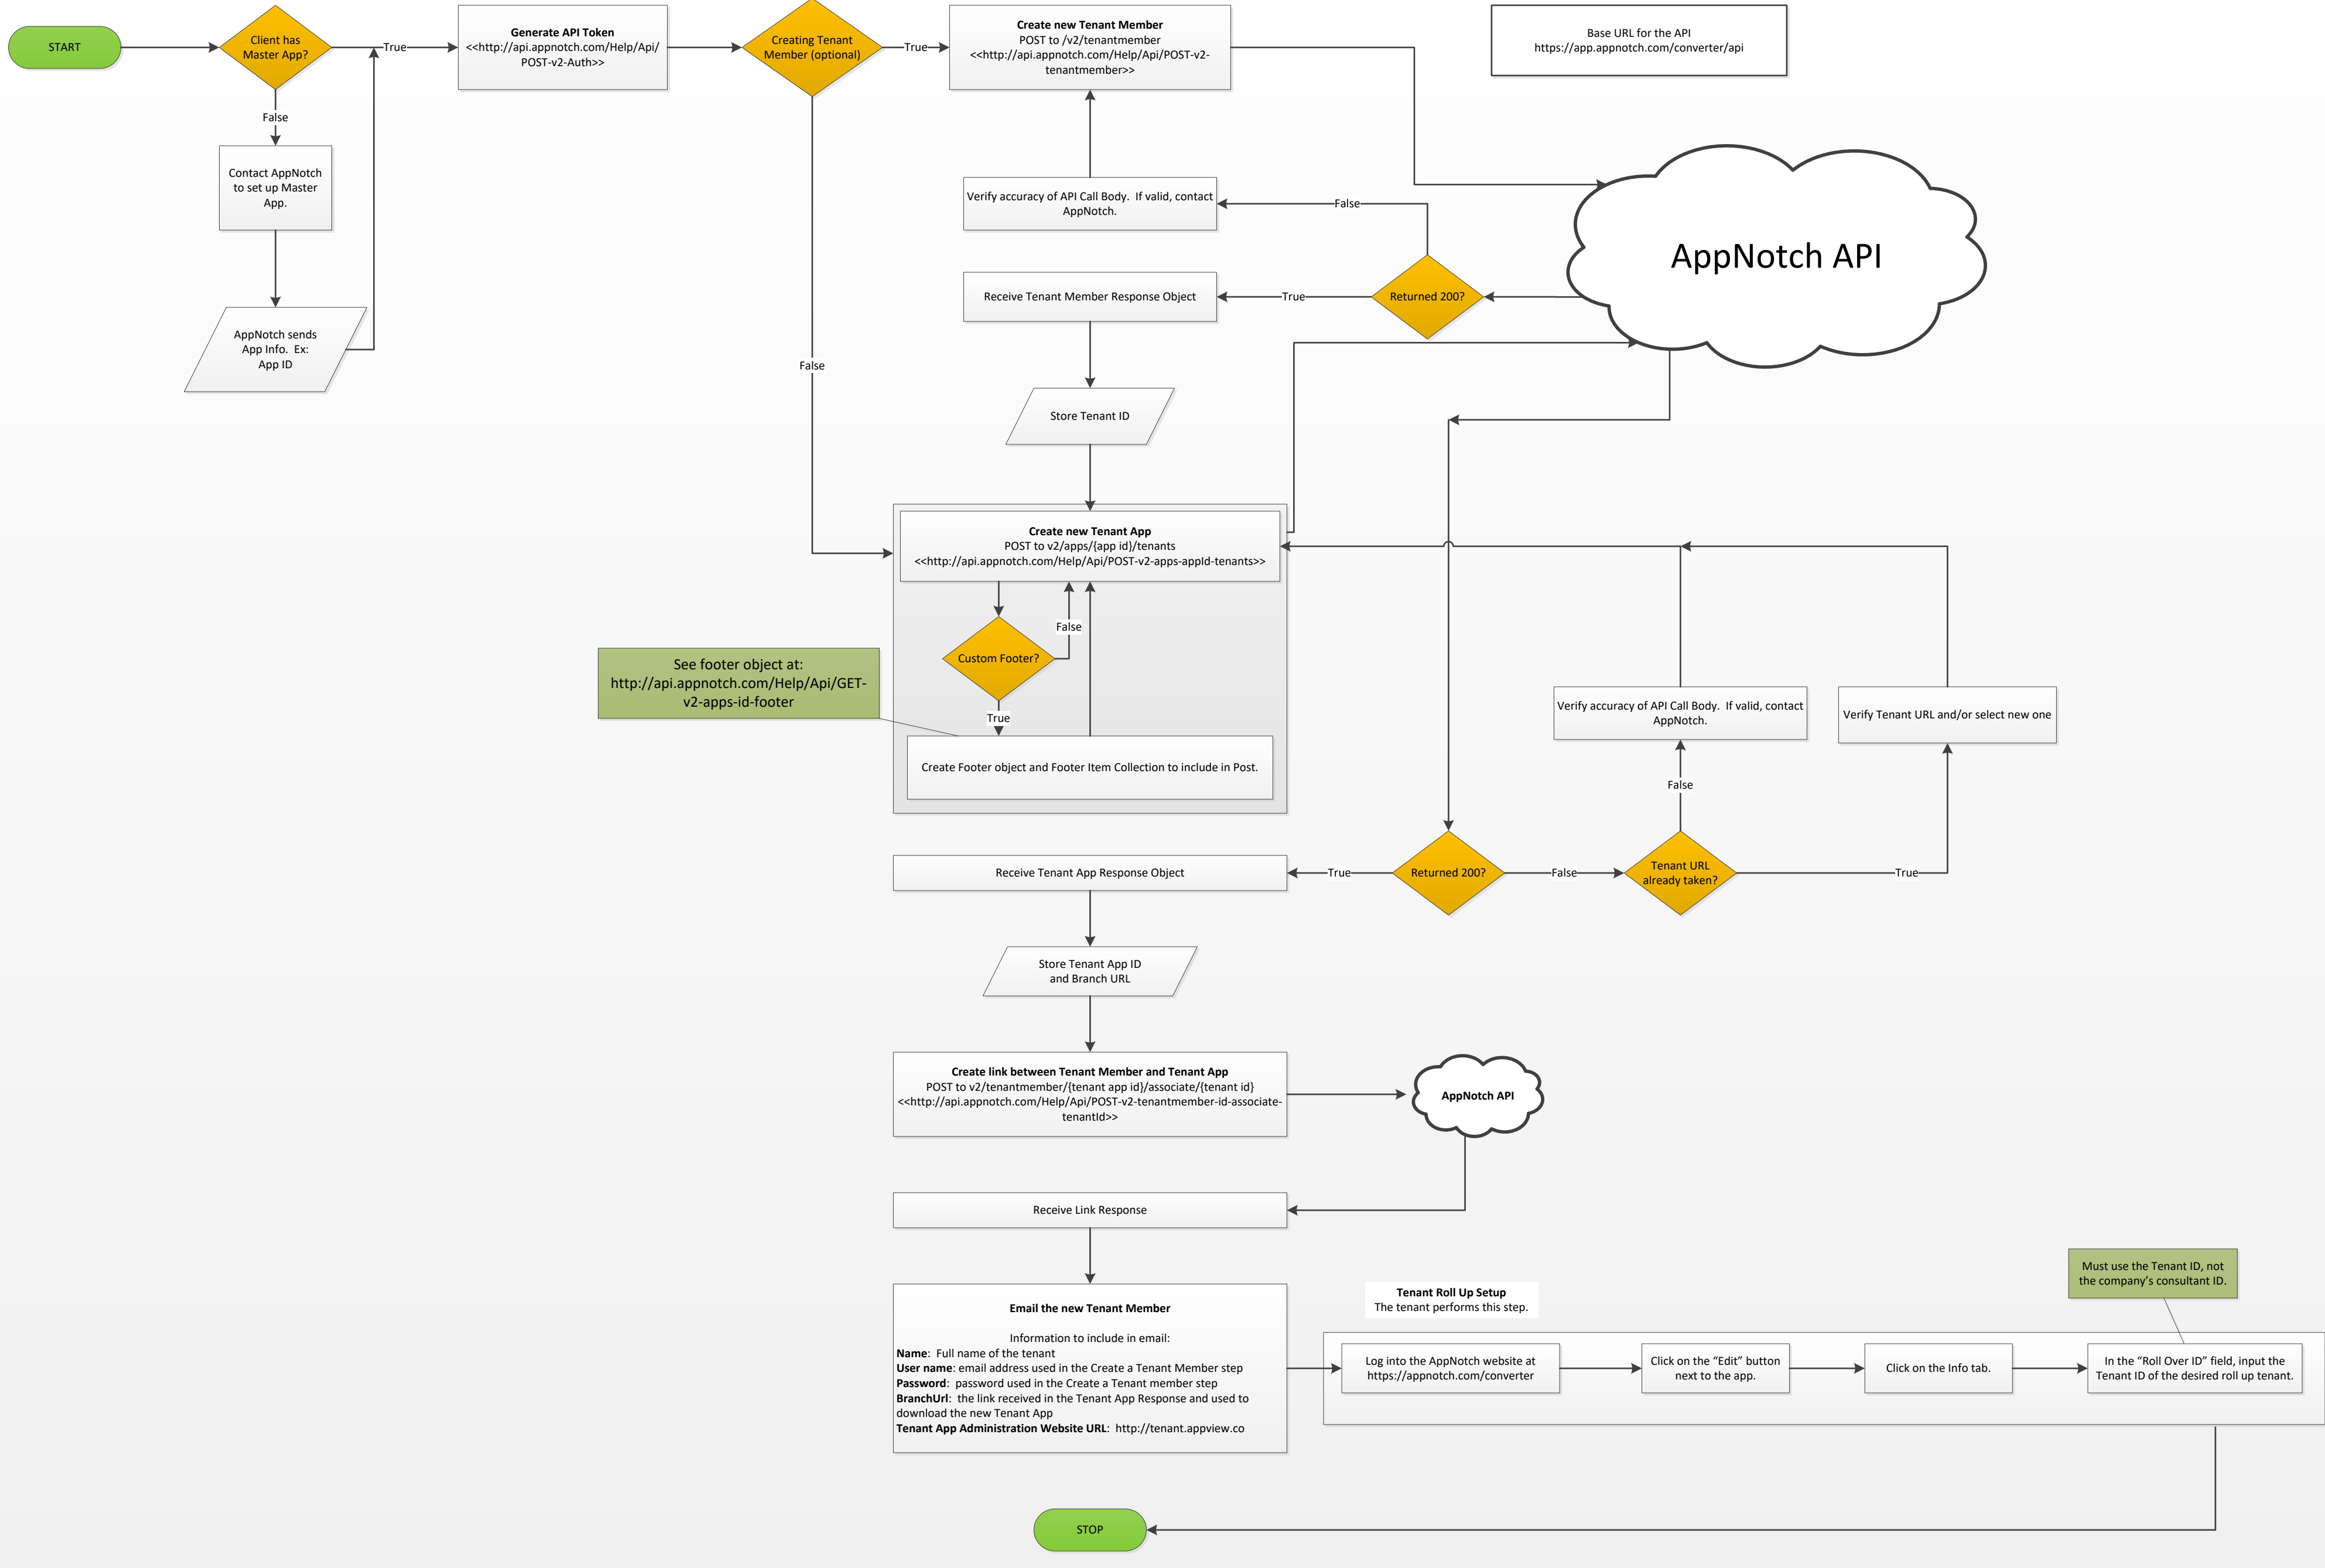 START
Client has
Master App?
True
Generate API Token
<<http://api.appnotch.com/Help/Api/
POST-v2-Auth>>
Creating Tenant
Member (optional)
True
Create new Tenant Member
POST to /v2/tenantmember
<<http://api.appnotch.com/Help/Api/POST-v2-
tenantmember>>
Base URL for the API
https://app.appnotch.com/converter/api
False
Contact AppNotch
to set up Master
App.
AppNotch sends
App Info.  Ex:
App ID
False
Verify accuracy of API Call Body.  If valid, contact
AppNotch.
False
AppNotch API
Receive Tenant Member Response Object
True
Returned 200?
Store Tenant ID
Create new Tenant App
POST to v2/apps/{app id}/tenants
<<http://api.appnotch.com/Help/Api/POST-v2-apps-appId-tenants>>
False
Custom Footer?
True
See footer object at:
http://api.appnotch.com/Help/Api/GET-
v2-apps-id-footer
Create Footer object and Footer Item Collection to include in Post.
Verify accuracy of API Call Body.  If valid, contact
AppNotch.
Verify Tenant URL and/or select new one
False
Receive Tenant App Response Object
True
Returned 200?
False
Tenant URL
already taken?
True
Store Tenant App ID
and Branch URL
Create link between Tenant Member and Tenant App
POST to v2/tenantmember/{tenant app id}/associate/{tenant id}
<<http://api.appnotch.com/Help/Api/POST-v2-tenantmember-id-associate-
tenantId>>
AppNotch API
Receive Link Response
Email the new Tenant Member
Information to include in email:
Name:  Full name of the tenant
User name: email address used in the Create a Tenant Member step
Password:  password used in the Create a Tenant member step
BranchUrl:  the link received in the Tenant App Response and used to
download the new Tenant App
Tenant App Administration Website URL:  http://tenant.appview.co
Tenant Roll Up Setup
The tenant performs this step.
Must use the Tenant ID, not
the company’s consultant ID.
Log into the AppNotch website at
https://appnotch.com/converter
Click on the “Edit” button
next to the app.
Click on the Info tab.
In the “Roll Over ID” field, input the
Tenant ID of the desired roll up tenant.
STOP